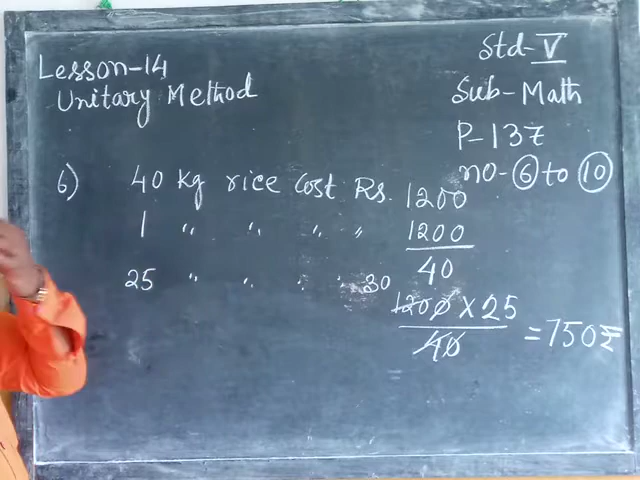 Std-V
Lesson-14
Sub-Math
Unitary Method
P-137
no-⑥ to ⑩
6) 40 kg rice cost Rs. 1200
1 " " " " 1200
40
25 " " " " 30
1200 × 25
40
= 750₹